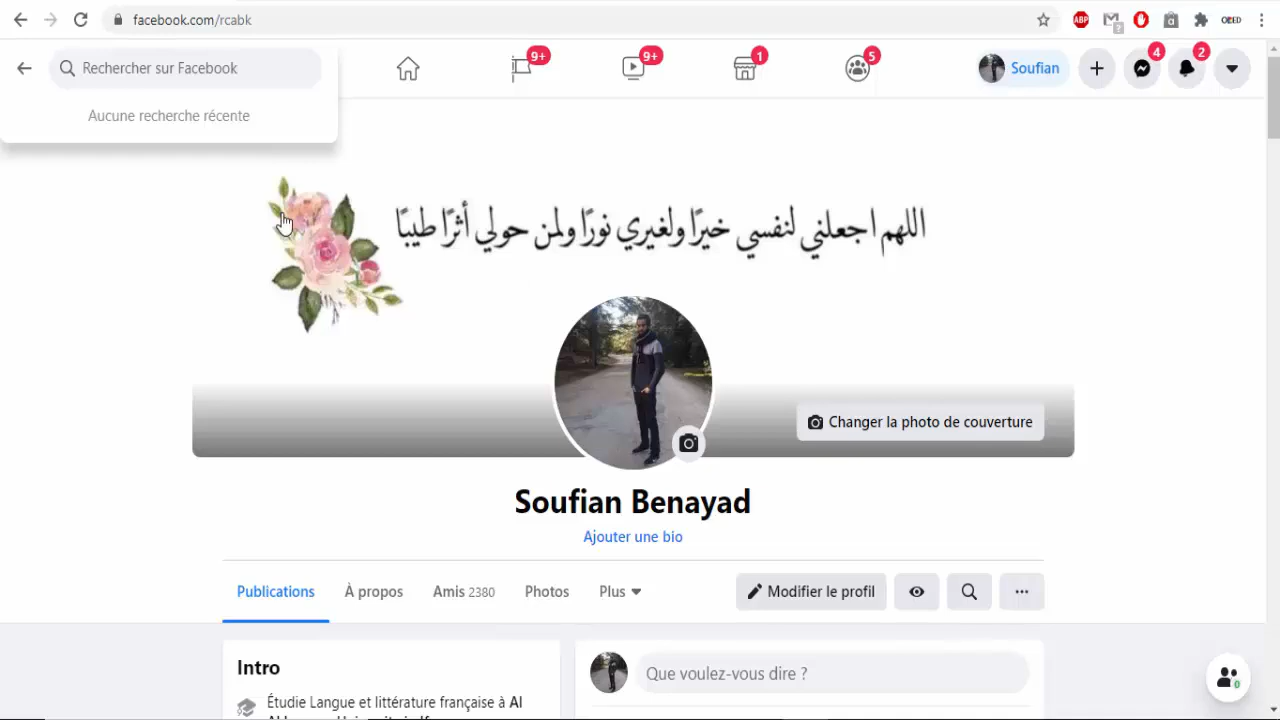 facebook.com/rcabk
ABP
?
a
Rechercher sur Facebook
9+
9+
1
5
Soufian
4
2
Aucune recherche récente
اللهم اجعلني لنفسي خيرًا ولغيري نورًا ولمن حولي أثرًا طيبًا
Changer la photo de couverture
Soufian Benayad
Ajouter une bio
Publications
À propos
Amis 2380
Photos
Plus
Modifier le profil
Intro
Que voulez-vous dire ?
Étudie Langue et littérature française à Al
0